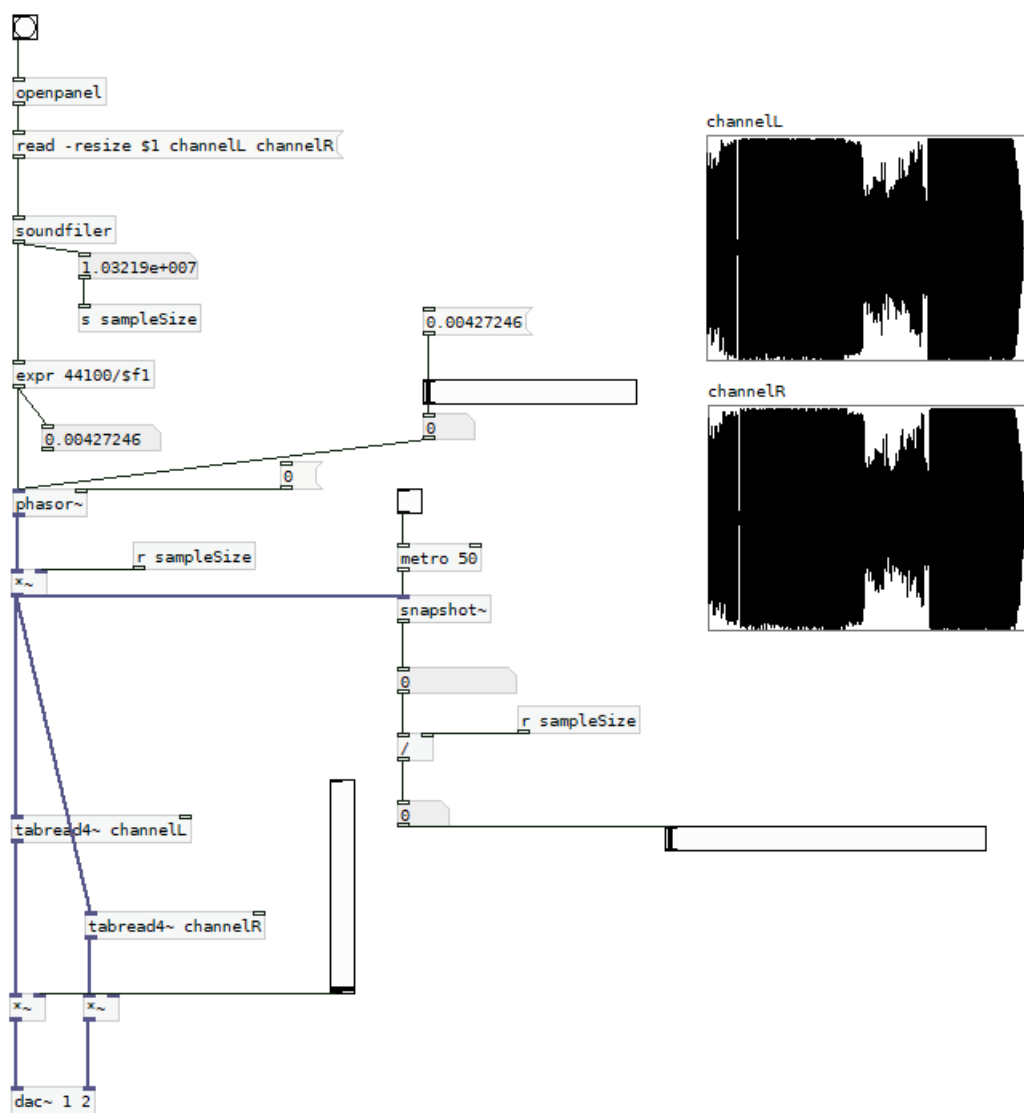 openpanel
read -resize $1 channelL channelR
soundfiler
1.03219e+007
s sampleSize
expr 44100/$f1
0.00427246
0.00427246
0
0
phasor~
r sampleSize
*~
metro 50
snapshot~
0
r sampleSize
/
0
tabread4~ channelL
tabread4~ channelR
*~
*~
dac~ 1 2
channelL
channelR